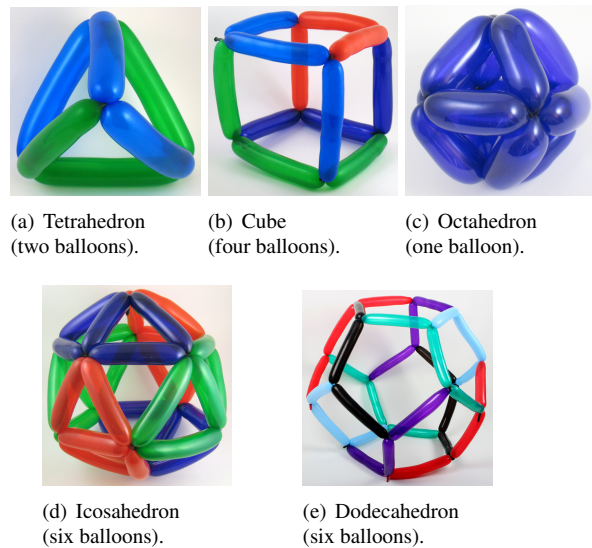 (a) Tetrahedron
(two balloons).
(b) Cube
(four balloons).
(c) Octahedron
(one balloon).
(d) Icosahedron
(six balloons).
(e) Dodecahedron
(six balloons).